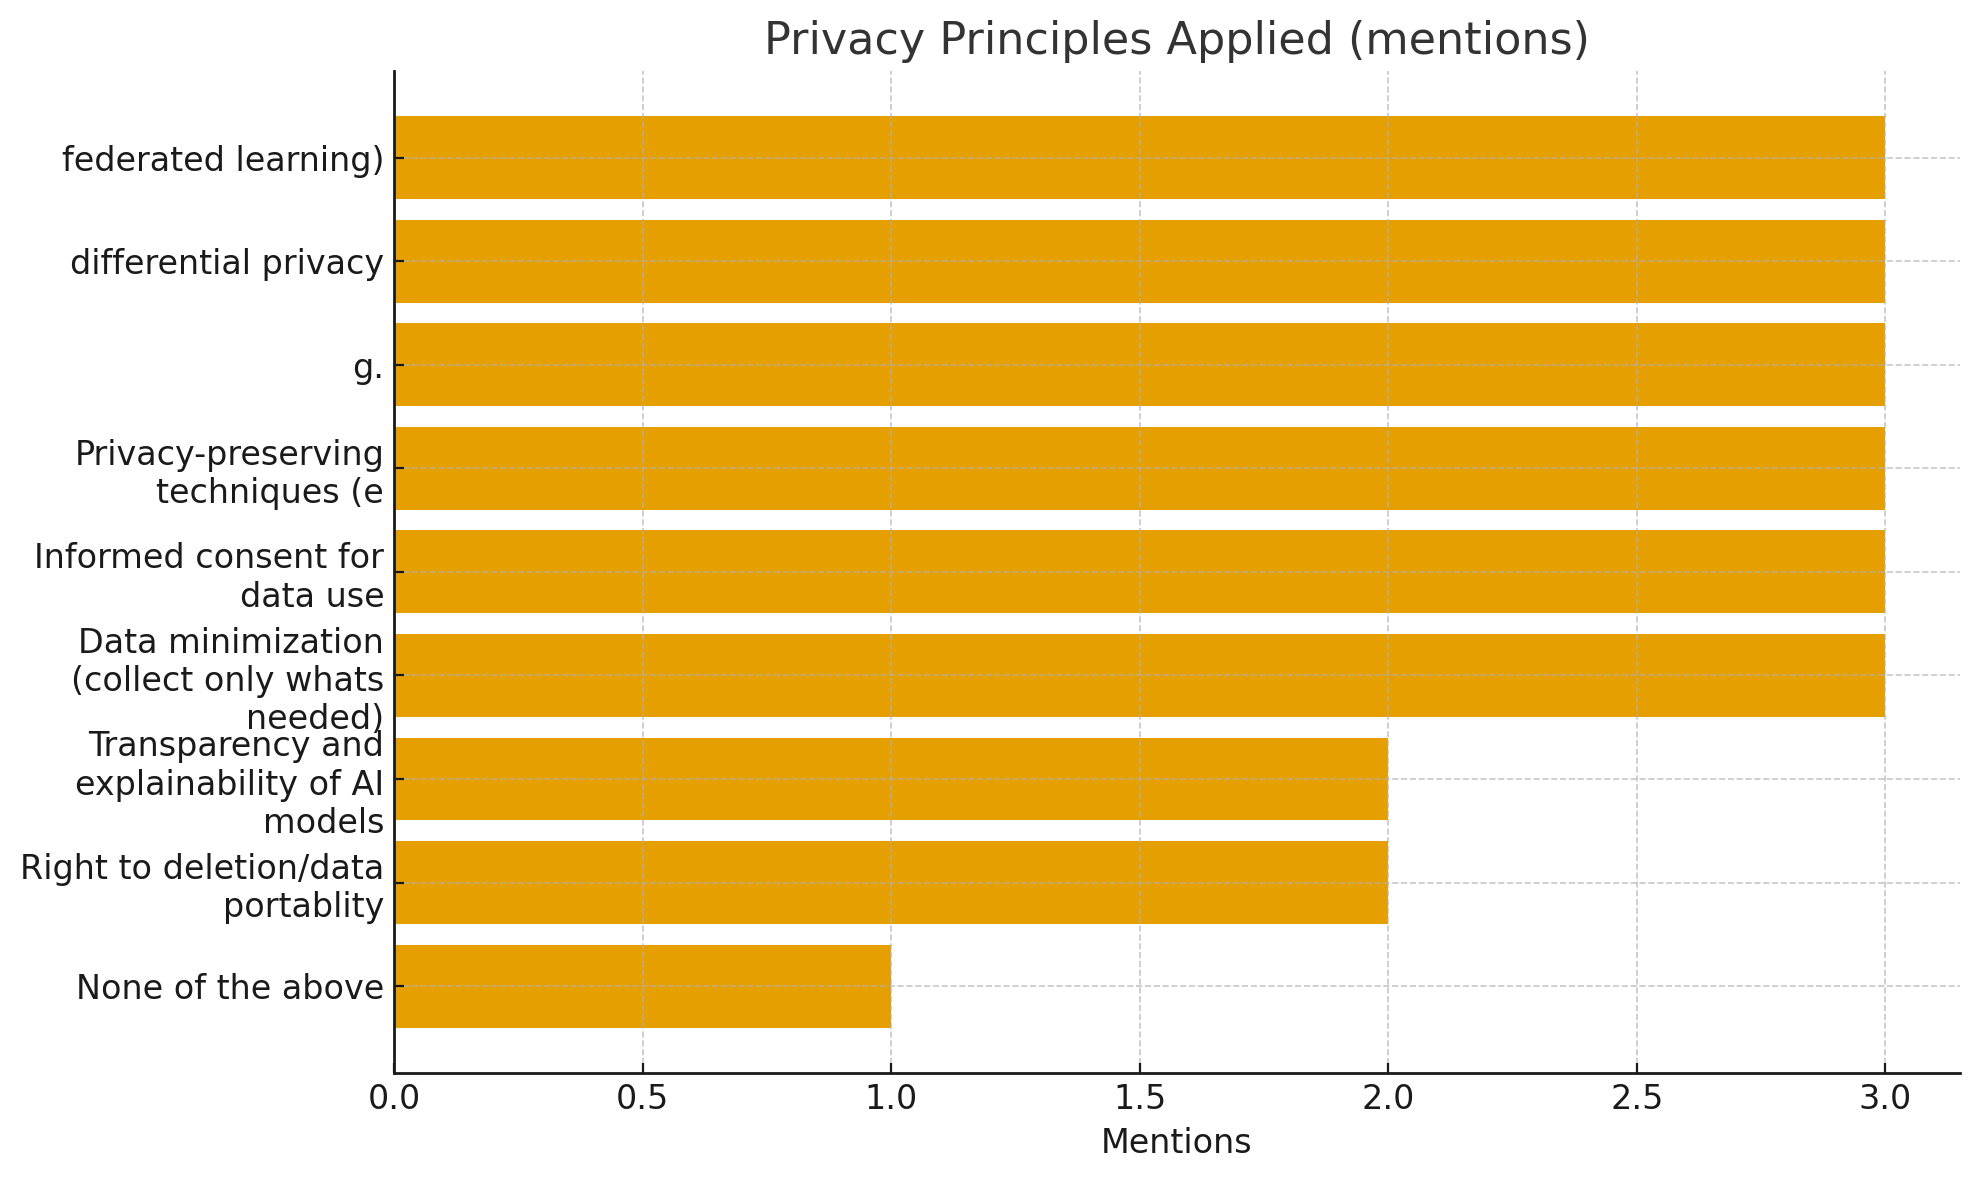 Privacy Principles Applied (mentions)
federated learning)
differential privacy
g.
Privacy-preserving
techniques (e
Informed consent for
data use
Data minimization
(collect only whats
needed)
Transparency and
explainability of AI
models
Right to deletion/data
portablity
None of the above
0.0 0.5 1.0 1.5 2.0 2.5 3.0
Mentions